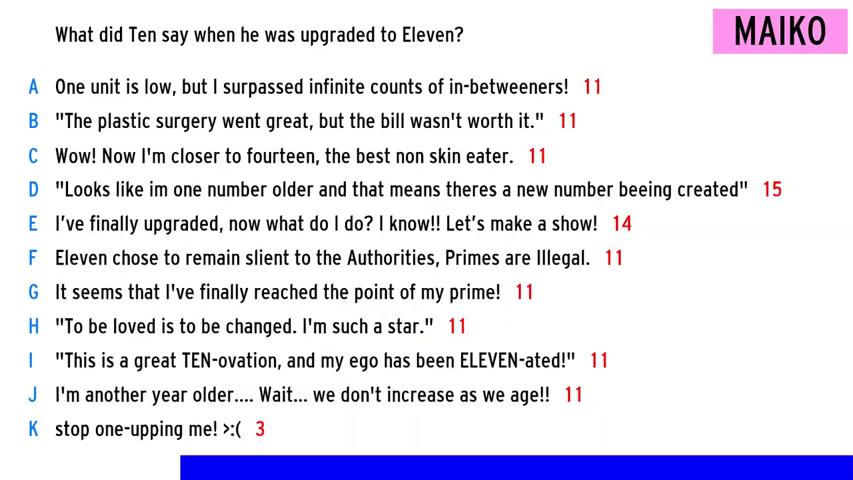 What did Ten say when he was upgraded to Eleven?
MAIKO
A One unit is low, but I surpassed infinite counts of in-betweeners! 11
B "The plastic surgery went great, but the bill wasn't worth it." 11
C Wow! Now I'm closer to fourteen, the best non skin eater. 11
D "Looks like im one number older and that means theres a new number beeing created" 15
E I’ve finally upgraded, now what do I do? I know!! Let’s make a show! 14
F Eleven chose to remain slient to the Authorities, Primes are Illegal. 11
G It seems that I've finally reached the point of my prime! 11
H "To be loved is to be changed. I'm such a star." 11
I "This is a great TEN-ovation, and my ego has been ELEVEN-ated!" 11
J I'm another year older.... Wait... we don't increase as we age!! 11
K stop one-upping me! >:( 3